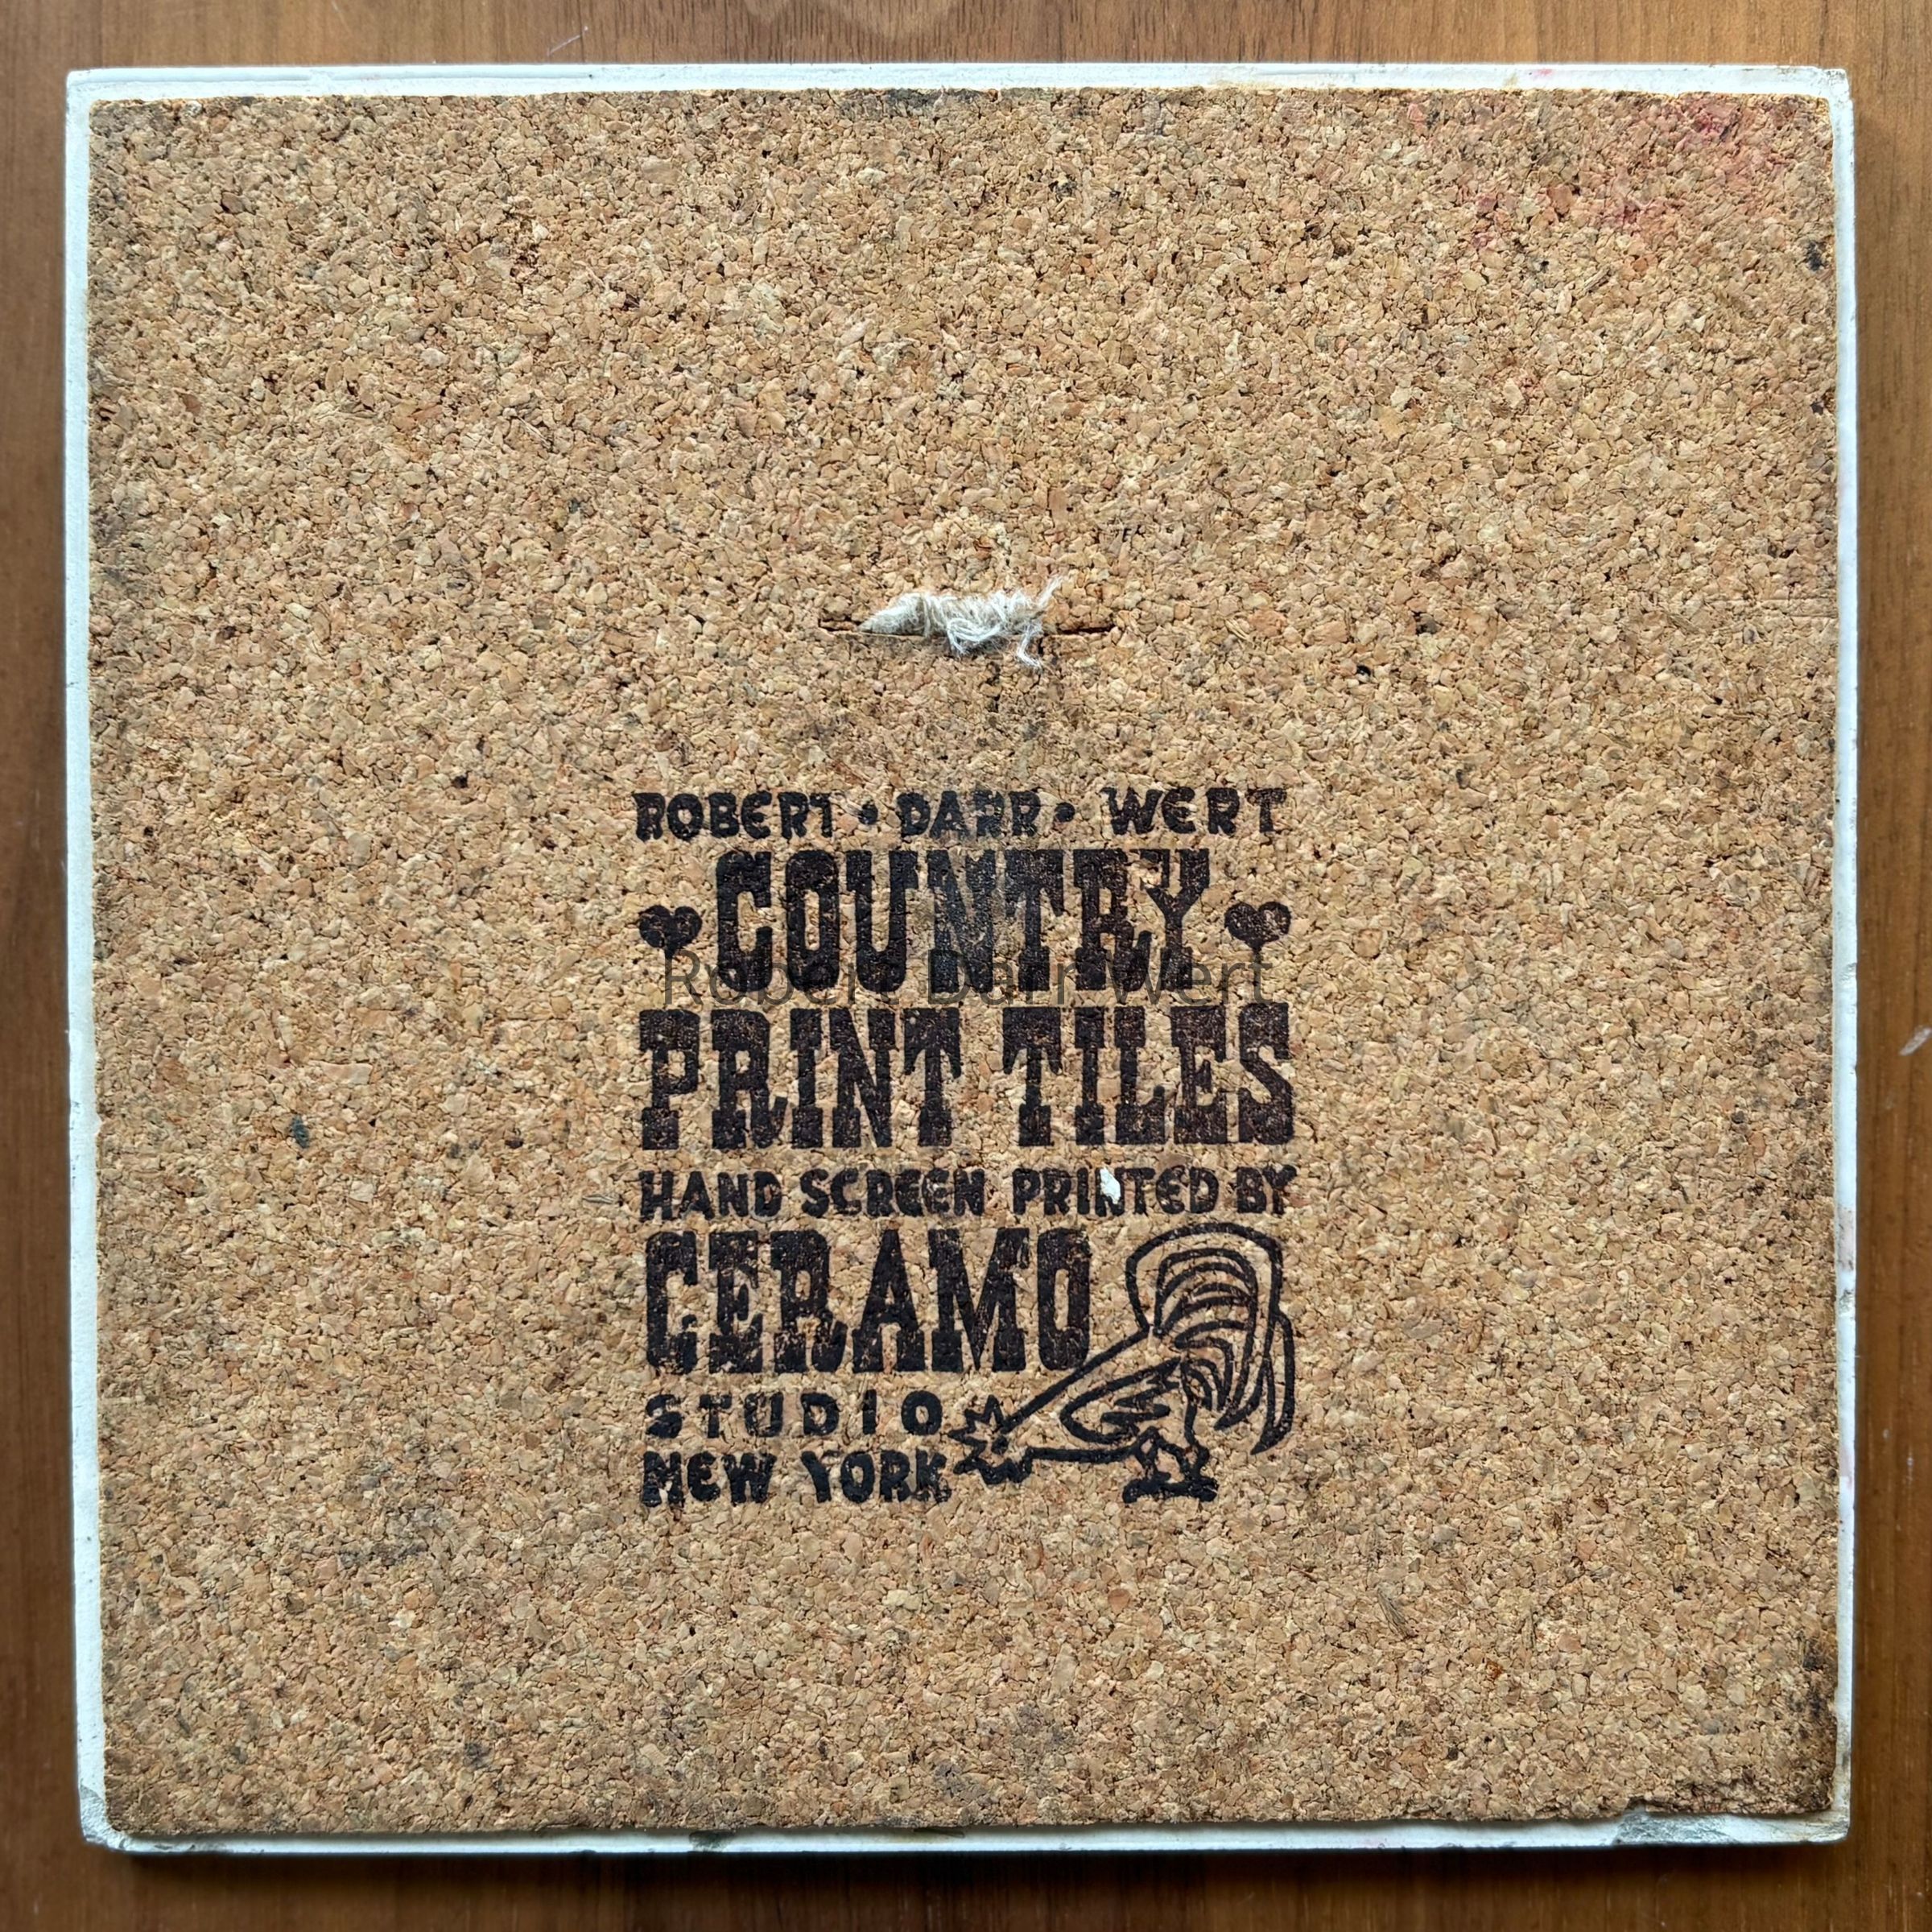 ROBERT • DARR • WERT
COUNTRY
Robert Darr Wert
PRINT TILES
HAND SCREEN PRINTED BY
CERAMO
STUDIO
NEW YORK